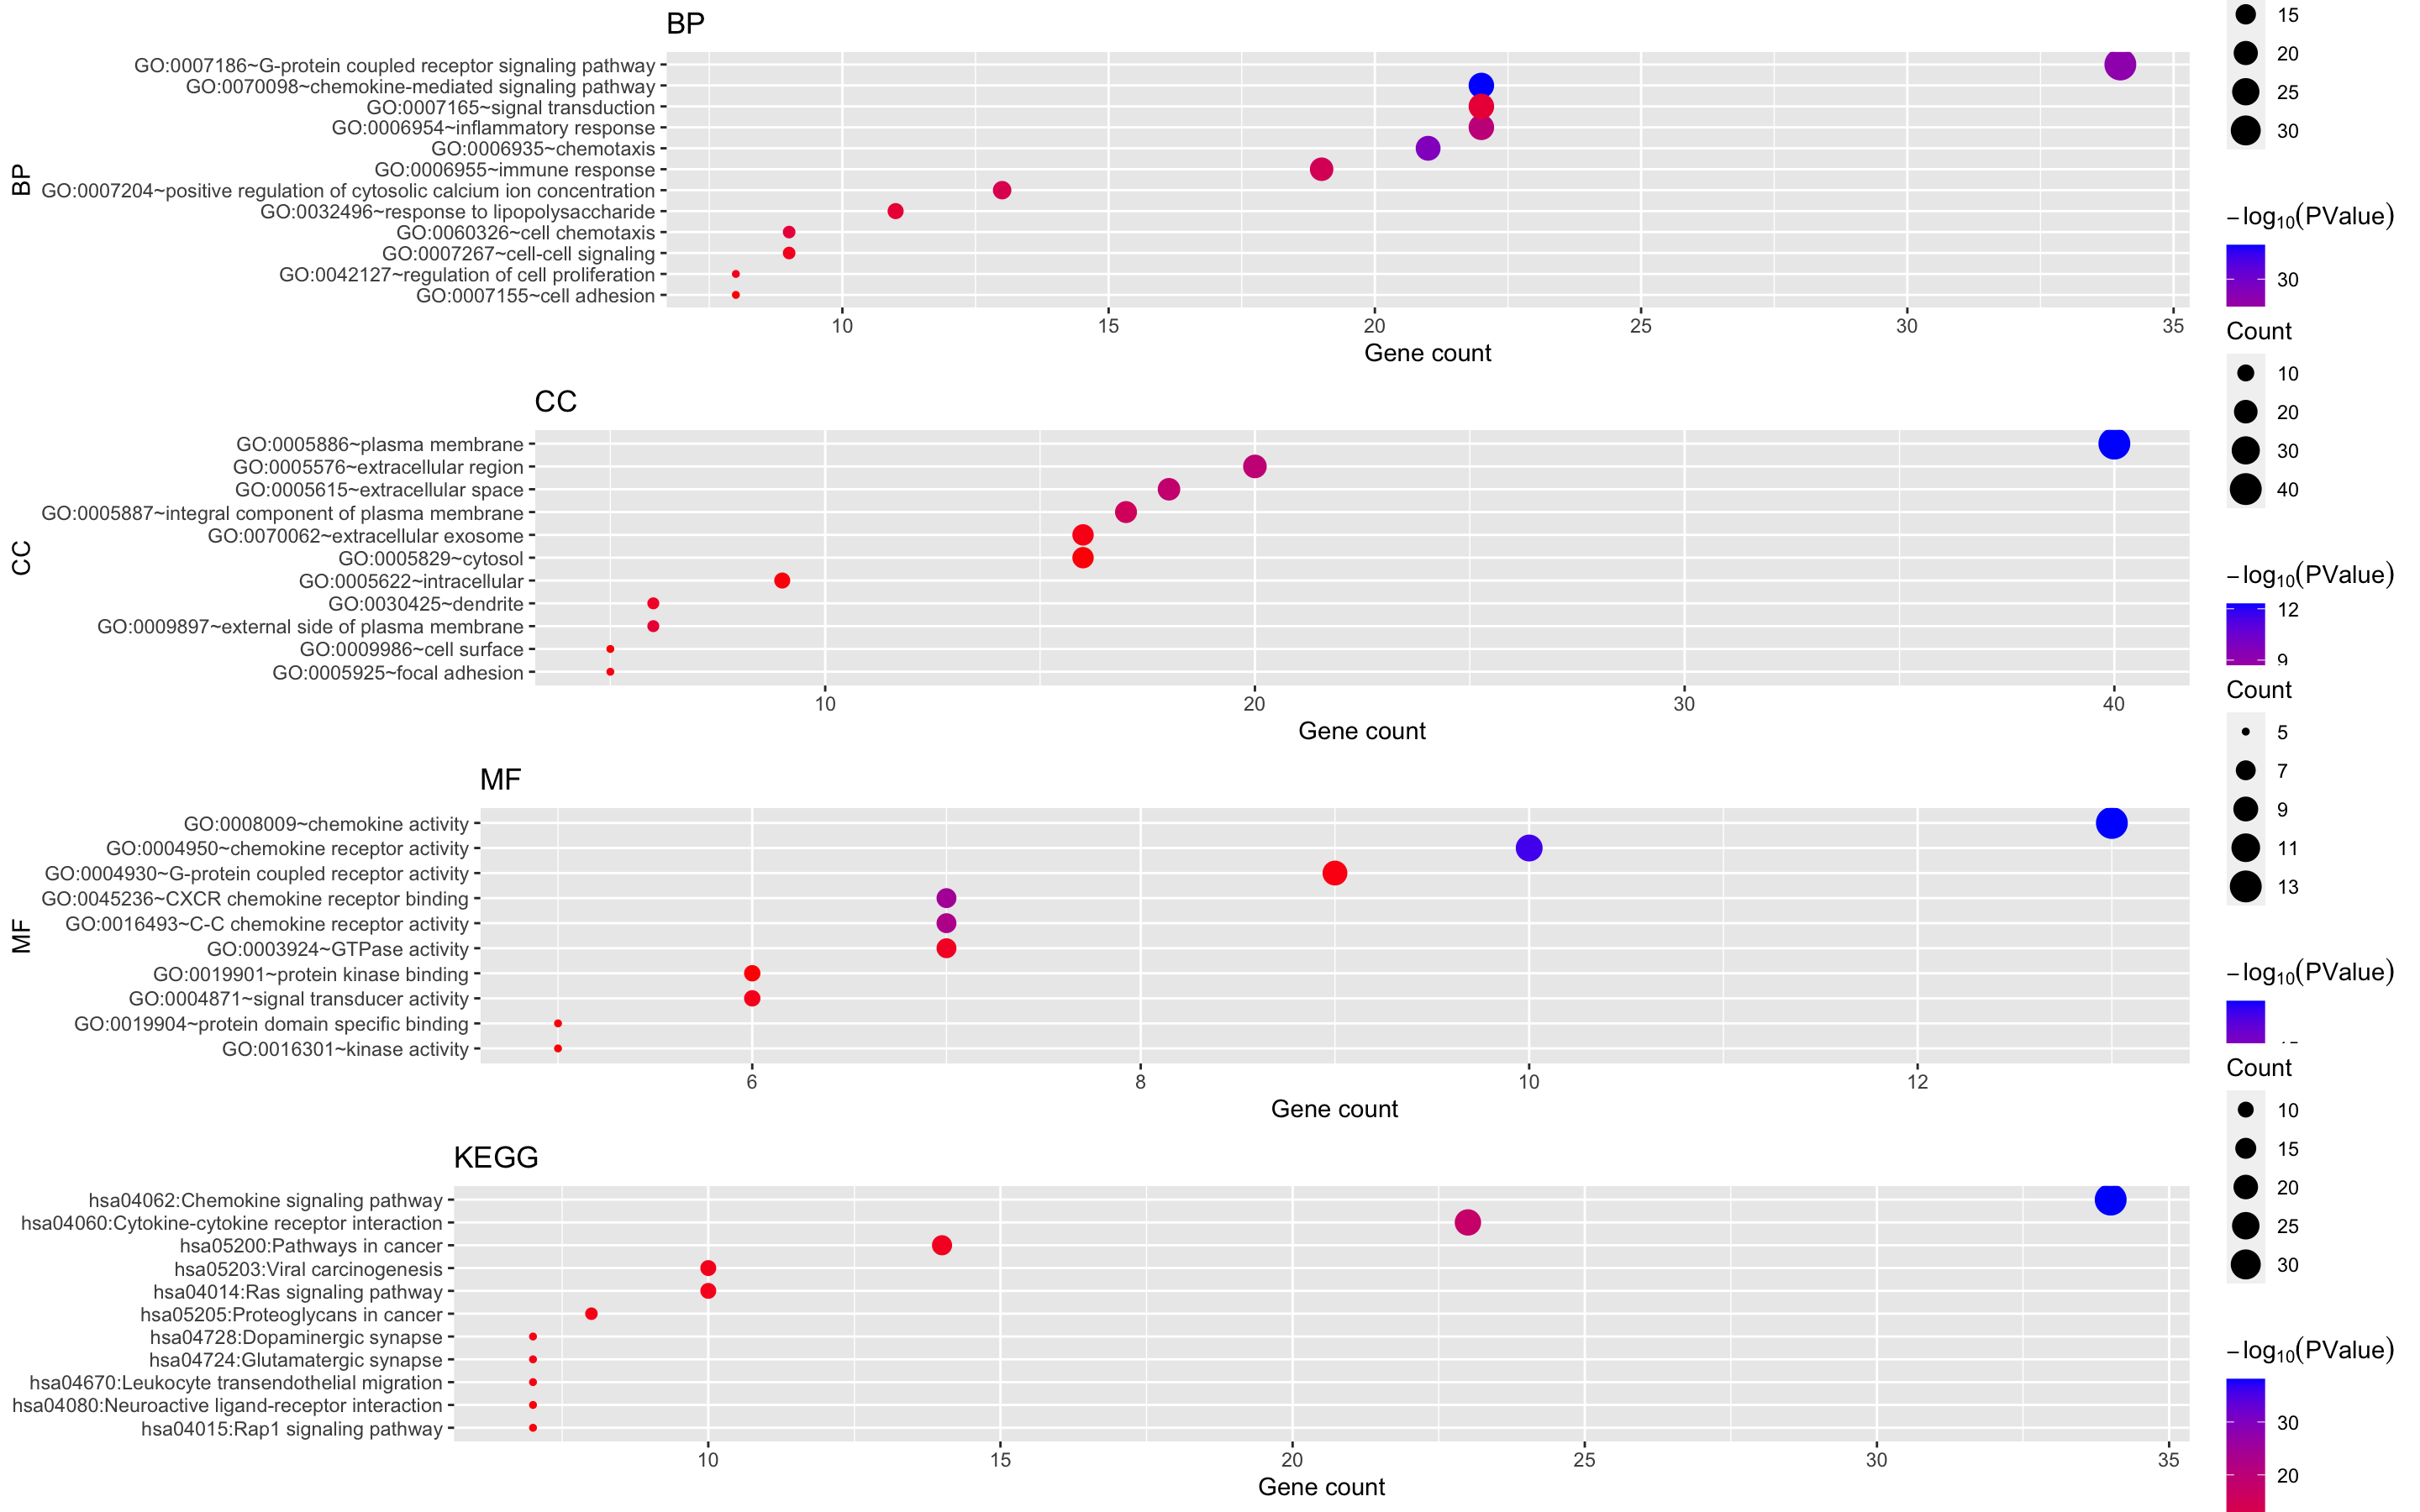 BP
BP
GO:0007186~G-protein coupled receptor signaling pathway
GO:0070098~chemokine-mediated signaling pathway
GO:0007165~signal transduction
GO:0006954~inflammatory response
GO:0006935~chemotaxis
GO:0006955~immune response
GO:0007204~positive regulation of cytosolic calcium ion concentration
GO:0032496~response to lipopolysaccharide
GO:0060326~cell chemotaxis
GO:0007267~cell-cell signaling
GO:0042127~regulation of cell proliferation
GO:0007155~cell adhesion
10 15 20 25 30 35
Gene count
15
20
25
30
−log10(PValue)
30
CC
CC
GO:0005886~plasma membrane
GO:0005576~extracellular region
GO:0005615~extracellular space
GO:0005887~integral component of plasma membrane
GO:0070062~extracellular exosome
GO:0005829~cytosol
GO:0005622~intracellular
GO:0030425~dendrite
GO:0009897~external side of plasma membrane
GO:0009986~cell surface
GO:0005925~focal adhesion
10 20 30 40
Gene count
Count
10
20
30
40
−log10(PValue)
12
9
MF
MF
GO:0008009~chemokine activity
GO:0004950~chemokine receptor activity
GO:0004930~G-protein coupled receptor activity
GO:0045236~CXCR chemokine receptor binding
GO:0016493~C-C chemokine receptor activity
GO:0003924~GTPase activity
GO:0019901~protein kinase binding
GO:0004871~signal transducer activity
GO:0019904~protein domain specific binding
GO:0016301~kinase activity
6 8 10 12
Gene count
Count
5
7
9
11
13
−log10(PValue)
KEGG
hsa04062:Chemokine signaling pathway
hsa04060:Cytokine-cytokine receptor interaction
hsa05200:Pathways in cancer
hsa05203:Viral carcinogenesis
hsa04014:Ras signaling pathway
hsa05205:Proteoglycans in cancer
hsa04728:Dopaminergic synapse
hsa04724:Glutamatergic synapse
hsa04670:Leukocyte transendothelial migration
hsa04080:Neuroactive ligand-receptor interaction
hsa04015:Rap1 signaling pathway
10 15 20 25 30 35
Gene count
Count
10
15
20
25
30
−log10(PValue)
30
20